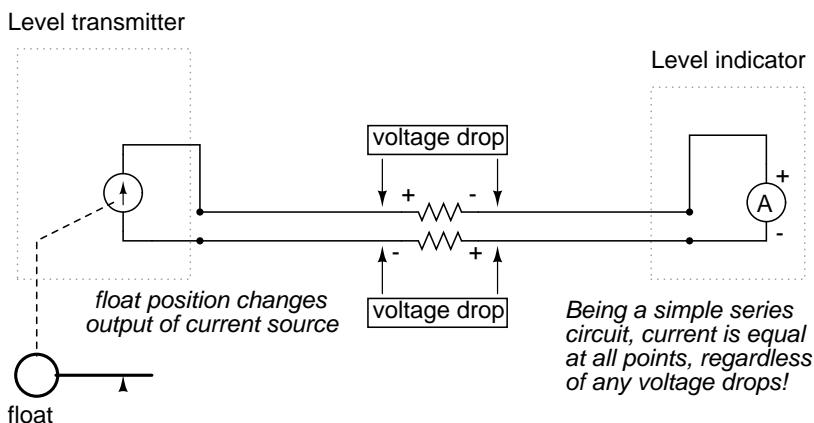 Level transmitter
Level indicator
voltage drop
+ -
+
A
-
- +
voltage drop
float position changes
output of current source
Being a simple series
circuit, current is equal
at all points, regardless
of any voltage drops!
float